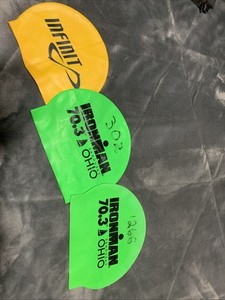 INFINIT
302
IRONMAN
70.3 OHIO
1266
IRONMAN
70.3 OHIO